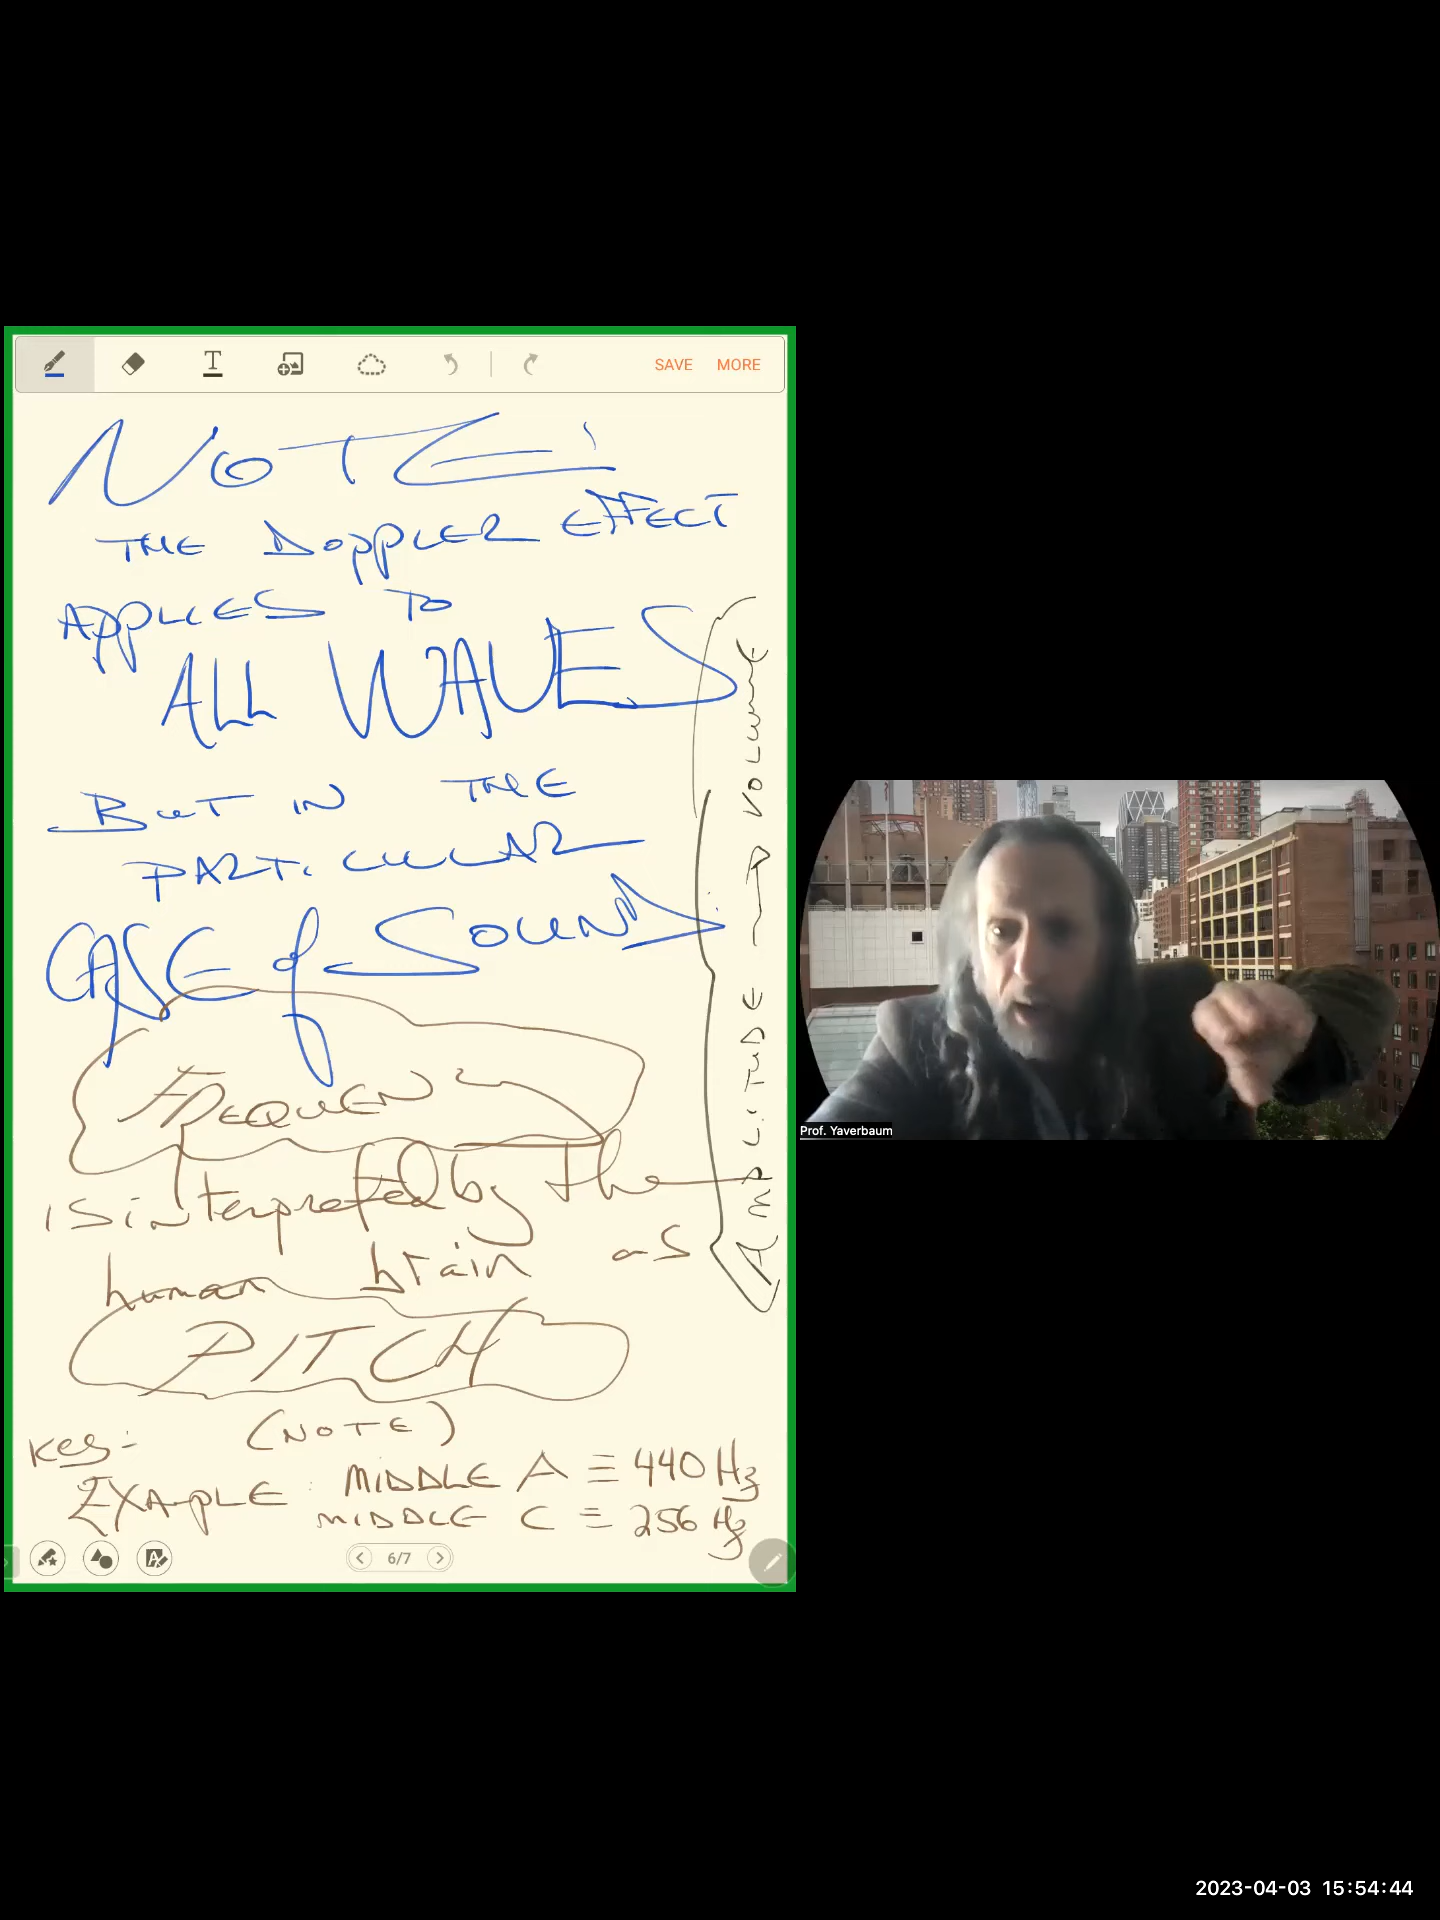 T
SAVE MORE
NOTE:
THE DOPPLER EFFECT
APPLIES TO
ALL WAVES
BUT IN THE
PARTICULAR
CASE of SOUND
FREQUENCY
is interpreted by the
human brain as
PITCH
(NOTE)
Key:
EXAMPLE: MIDDLE A ≡ 440 Hz
MIDDLE C ≡ 256 Hz
AMPLITUDE → VOLUME
6/7
Prof. Yaverbaum
2023-04-03 15:54:44